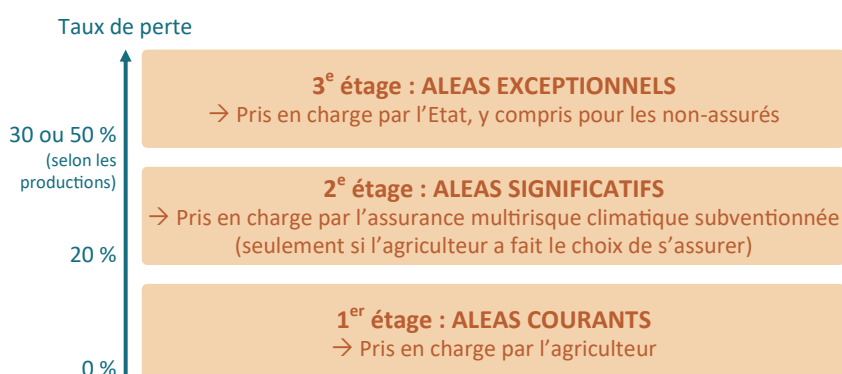 Taux de perte
3e étage : ALEAS EXCEPTIONNELS
→ Pris en charge par l’Etat, y compris pour les non-assurés
30 ou 50 %
(selon les
productions)
2e étage : ALEAS SIGNIFICATIFS
→ Pris en charge par l’assurance multirisque climatique subventionnée
(seulement si l’agriculteur a fait le choix de s’assurer)
20 %
1er étage : ALEAS COURANTS
→ Pris en charge par l’agriculteur
0 %